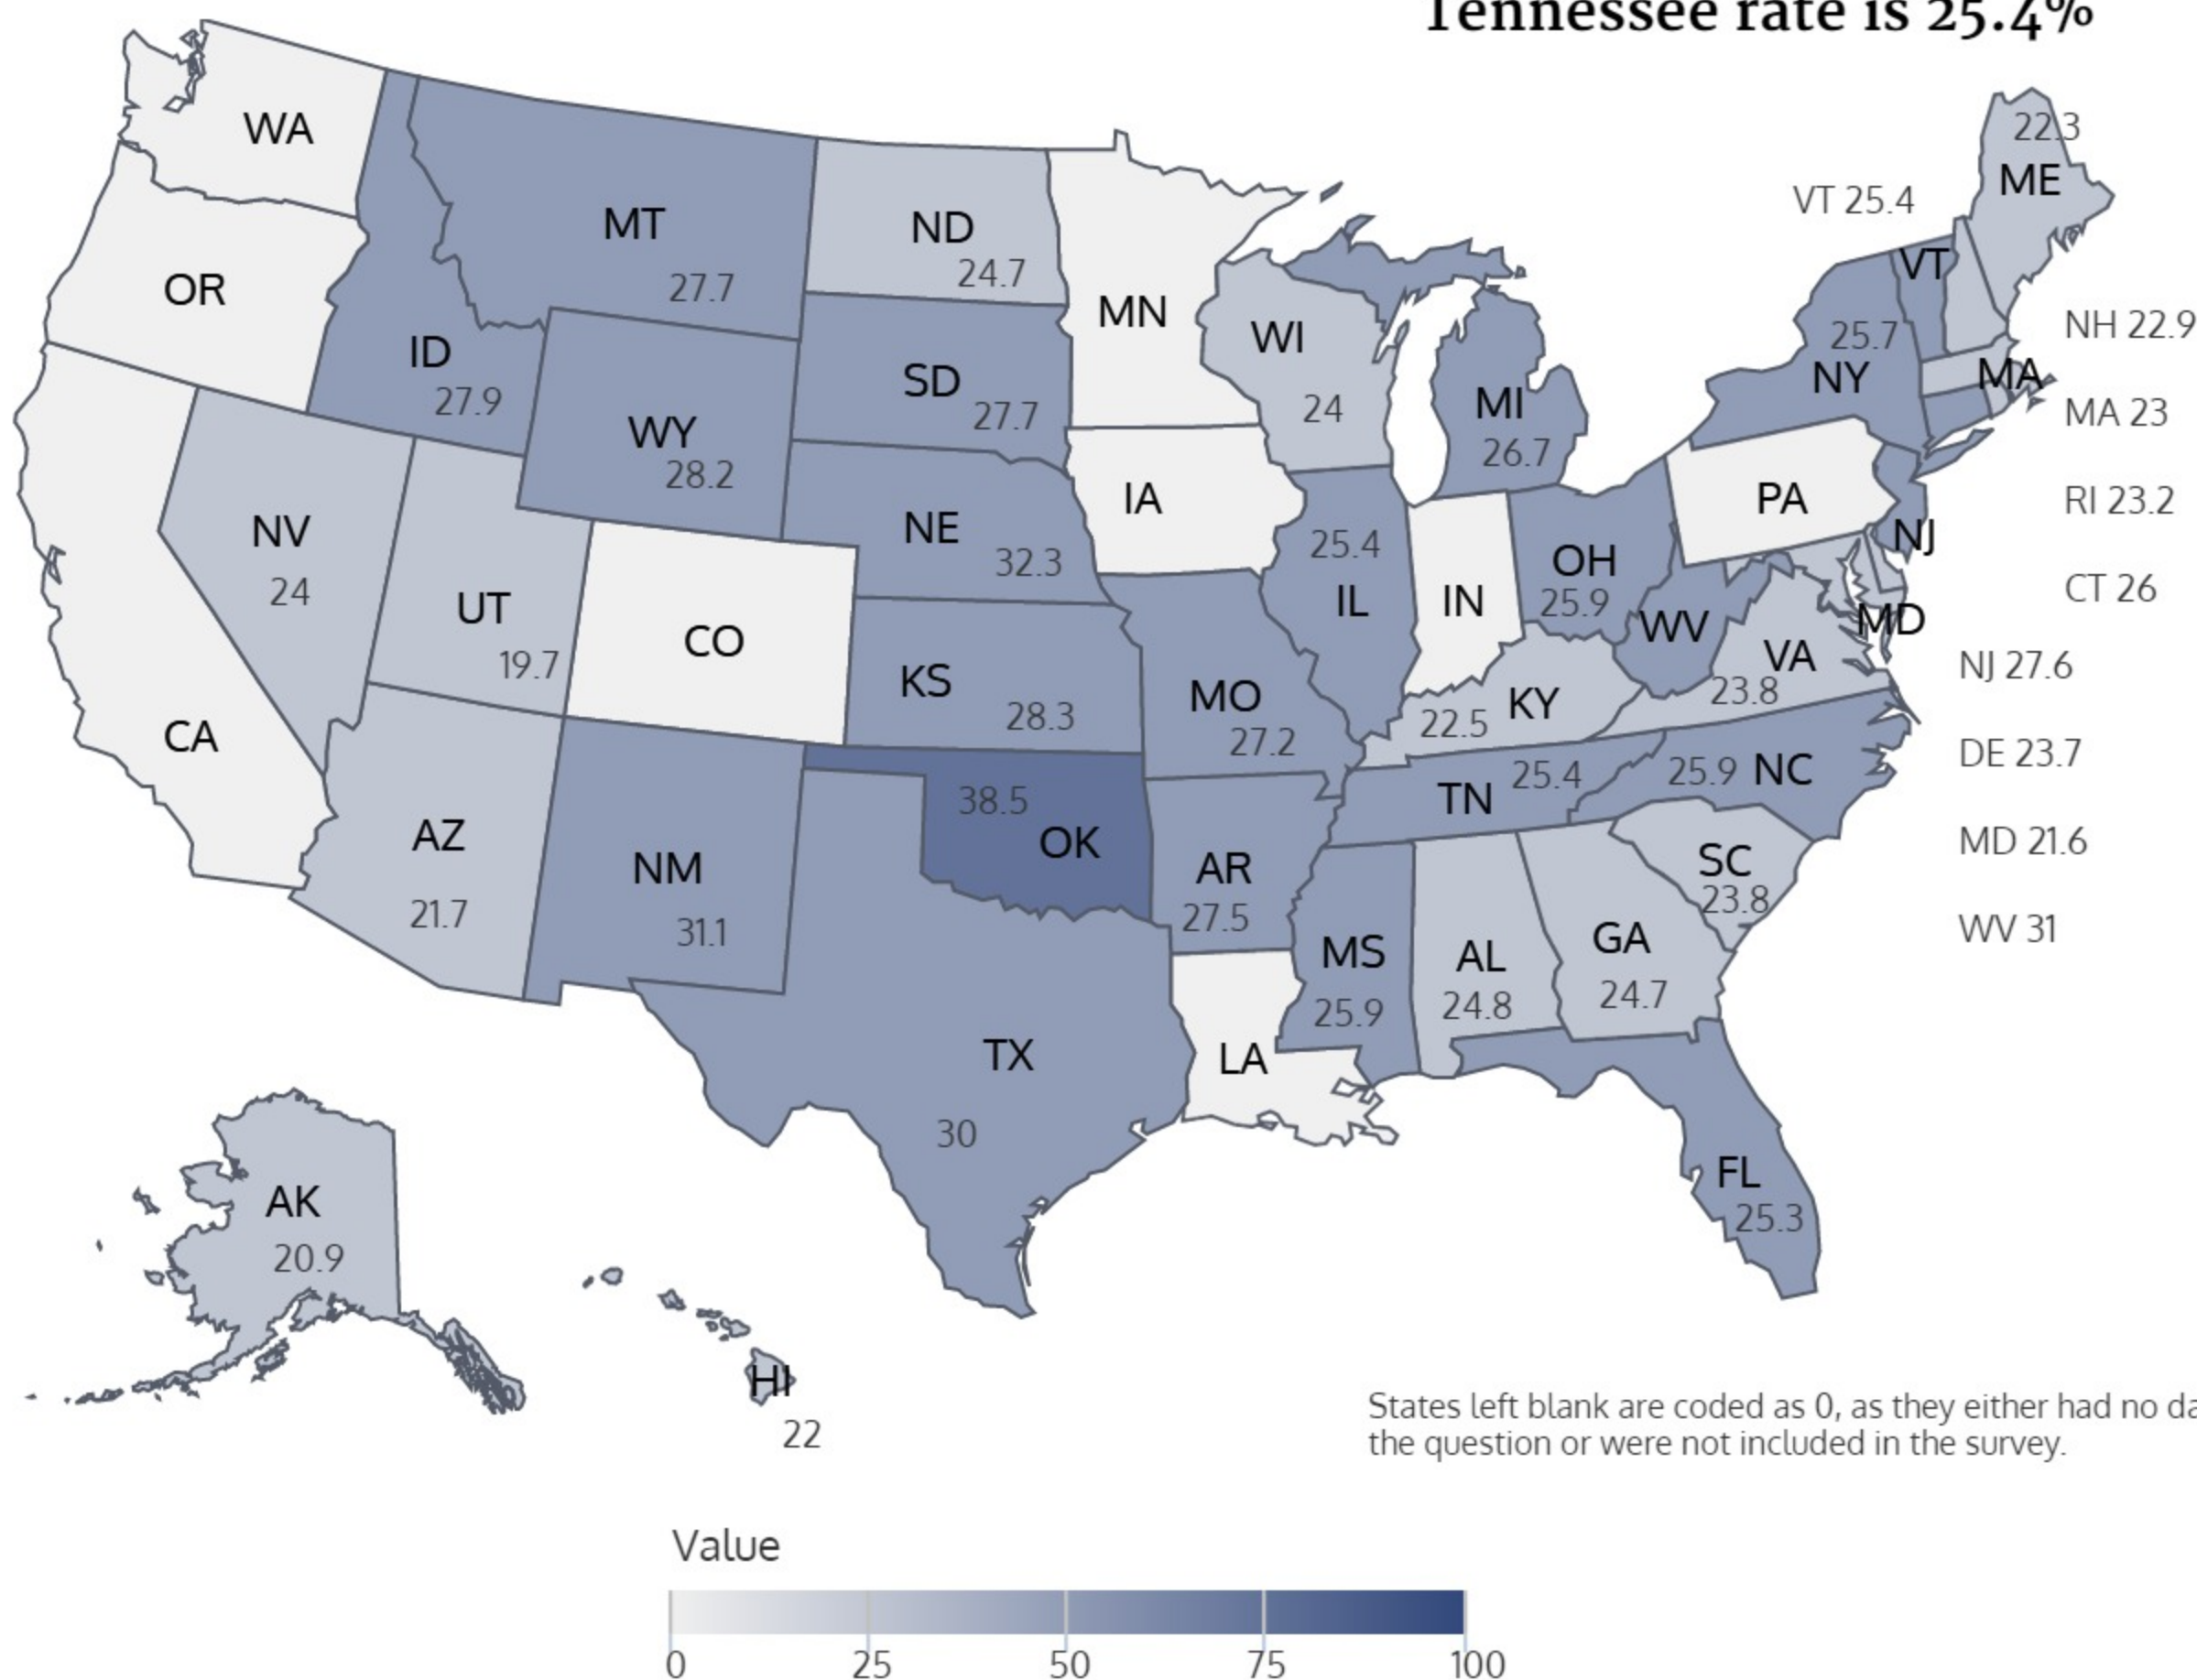 Tennessee rate is 25.4%
WA
22.3
ME
VT 25.4
MT
27.7
ND
24.7
VT
OR
MN
NH 22.9
ID
27.9
WI
24
25.7
NY
MA
SD
27.7
MI
26.7
MA 23
WY
28.2
IA
PA
RI 23.2
NV
24
NE
32.3
25.4
IL
IN
OH
25.9
NJ
CT 26
UT
19.7
CO
WV
MD
VA
23.8
NJ 27.6
KS
28.3
MO
27.2
22.5
KY
CA
TN
25.4
25.9
NC
DE 23.7
AZ
21.7
NM
31.1
38.5
OK
AR
27.5
SC
23.8
MD 21.6
MS
25.9
AL
24.8
GA
24.7
WV 31
TX
30
LA
FL
25.3
AK
20.9
HI
22
States left blank are coded as 0, as they either had no da
the question or were not included in the survey.
Value
0 25 50 75 100